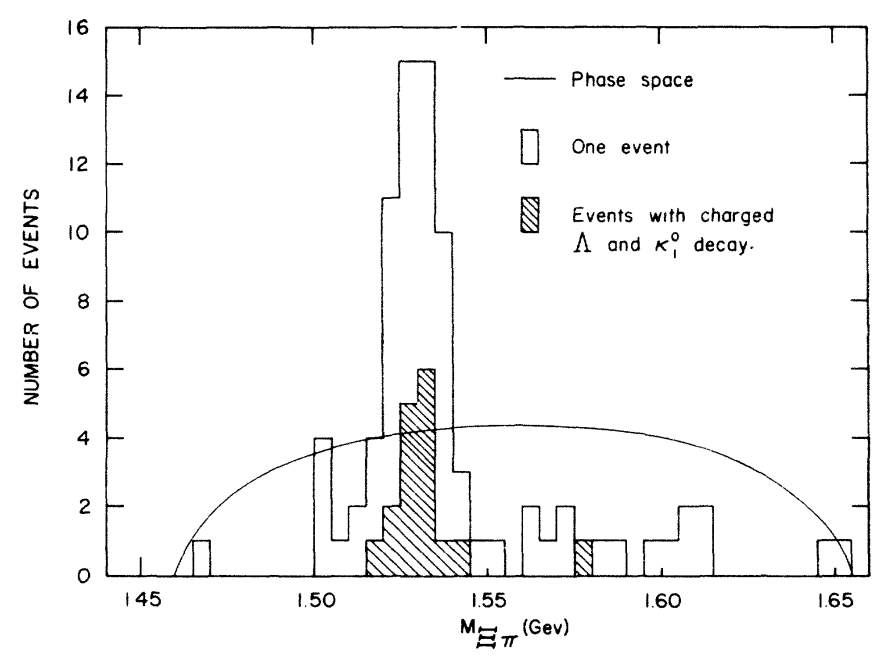 16
14
12
10
8
6
4
2
0
NUMBER OF EVENTS
Phase space
One event
Events with charged
Λ and κ₁⁰ decay.
1.45
1.50
1.55
1.60
1.65
M_Ξπ (Gev)